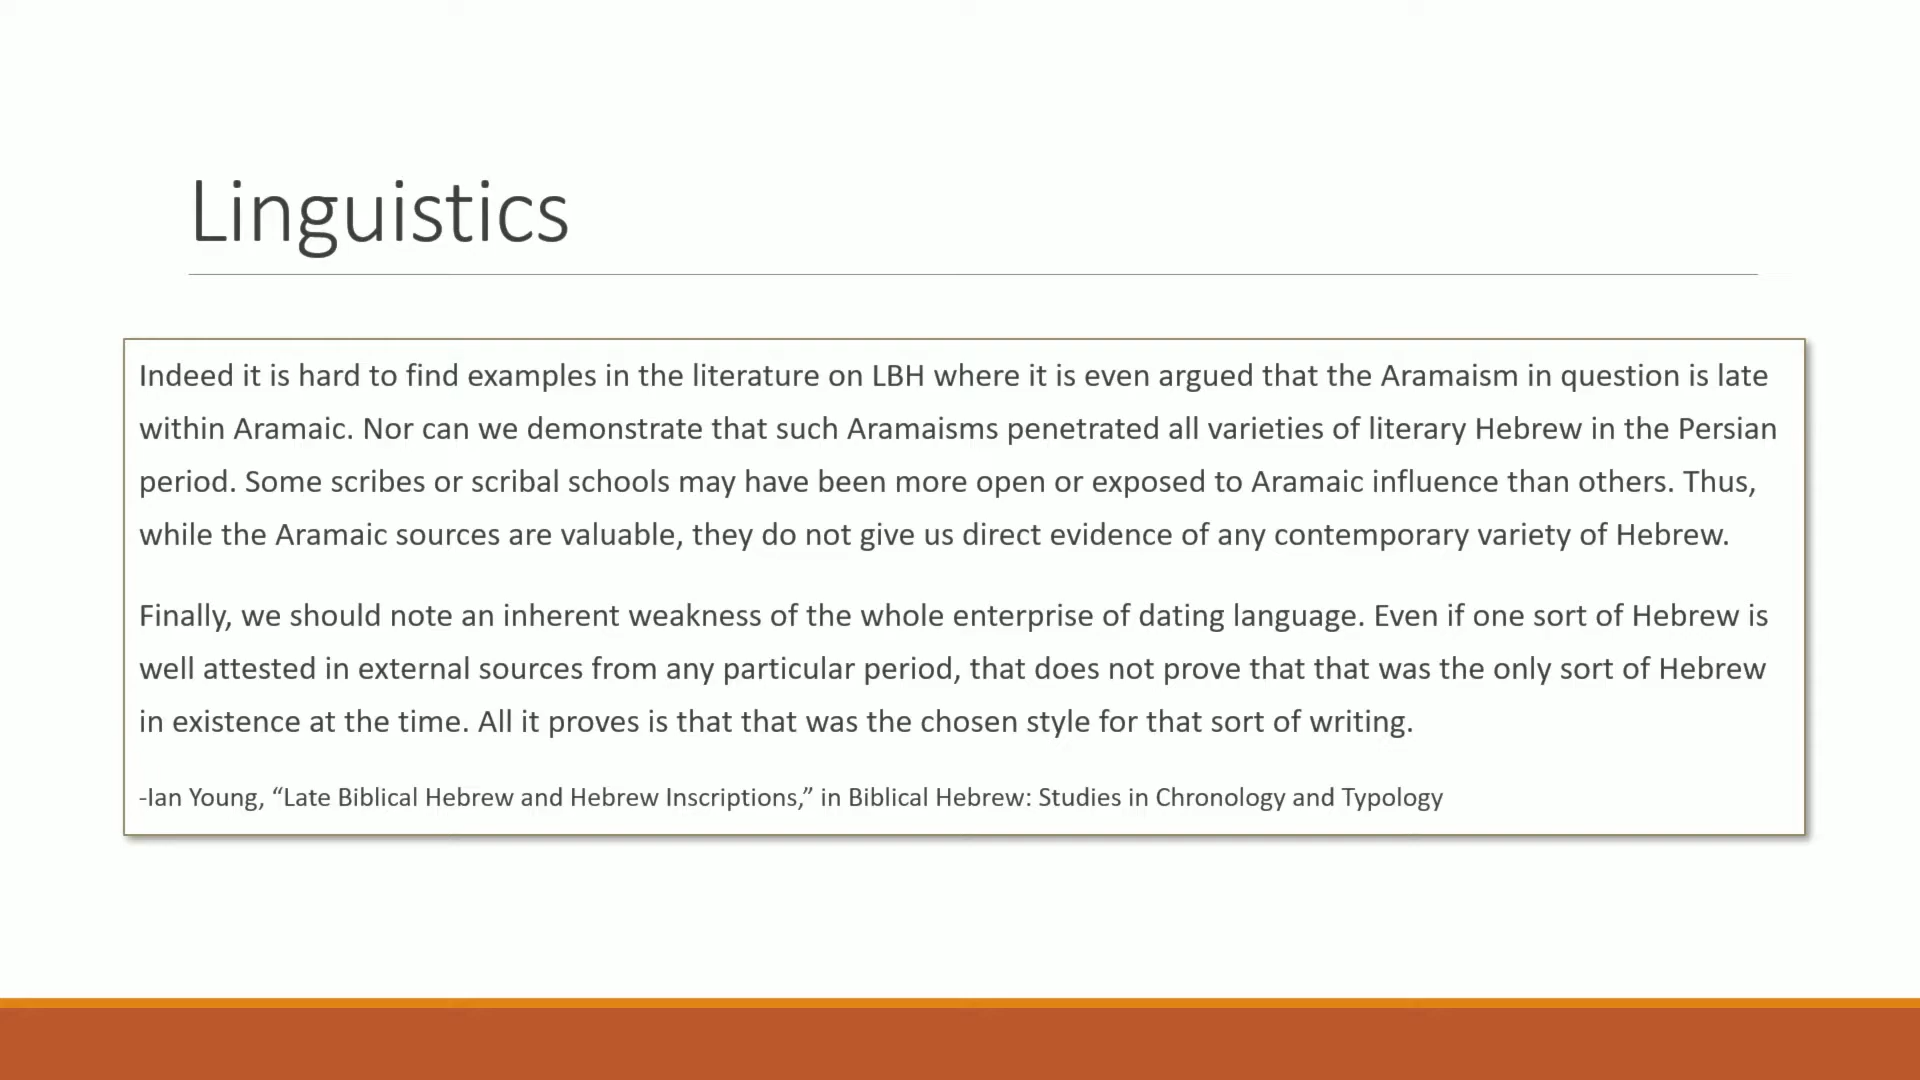 Linguistics
Indeed it is hard to find examples in the literature on LBH where it is even argued that the Aramaism in question is late
within Aramaic. Nor can we demonstrate that such Aramaisms penetrated all varieties of literary Hebrew in the Persian
period. Some scribes or scribal schools may have been more open or exposed to Aramaic influence than others. Thus,
while the Aramaic sources are valuable, they do not give us direct evidence of any contemporary variety of Hebrew.
Finally, we should note an inherent weakness of the whole enterprise of dating language. Even if one sort of Hebrew is
well attested in external sources from any particular period, that does not prove that that was the only sort of Hebrew
in existence at the time. All it proves is that that was the chosen style for that sort of writing.
-Ian Young, “Late Biblical Hebrew and Hebrew Inscriptions,” in Biblical Hebrew: Studies in Chronology and Typology